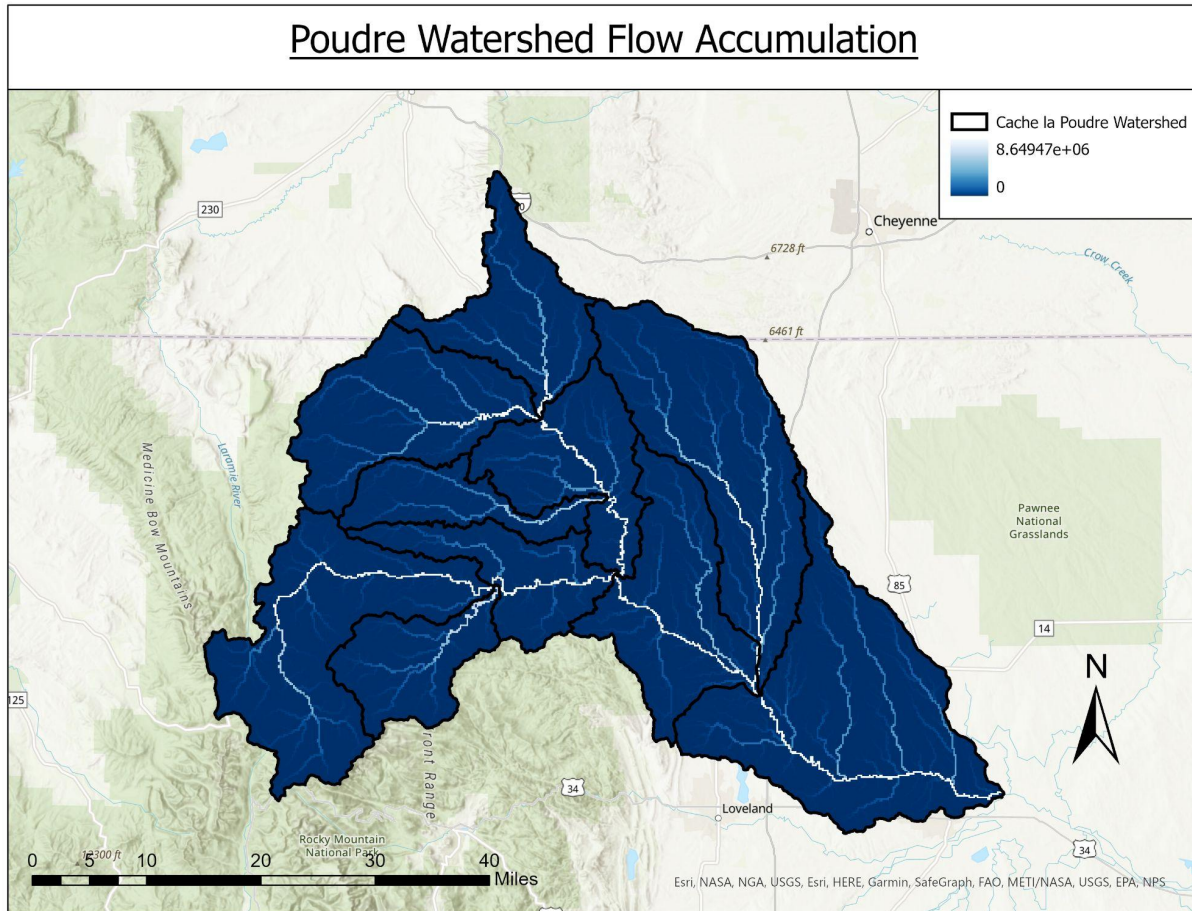 Poudre Watershed Flow Accumulation
Cache la Poudre Watershed
8.64947e+06
0
230
Cheyenne
6728 ft
Crow Creek
6461 ft
Medicine Bow Mountains
Laramie River
Pawnee
National
Grasslands
85
14
N
125
ront Range
34
Loveland
Rocky Mountain
National Park
300 ft
34
0 5 10 20 30 40
Miles
Esri, NASA, NGA, USGS, Esri, HERE, Garmin, SafeGraph, FAO, METI/NASA, USGS, EPA, NPS